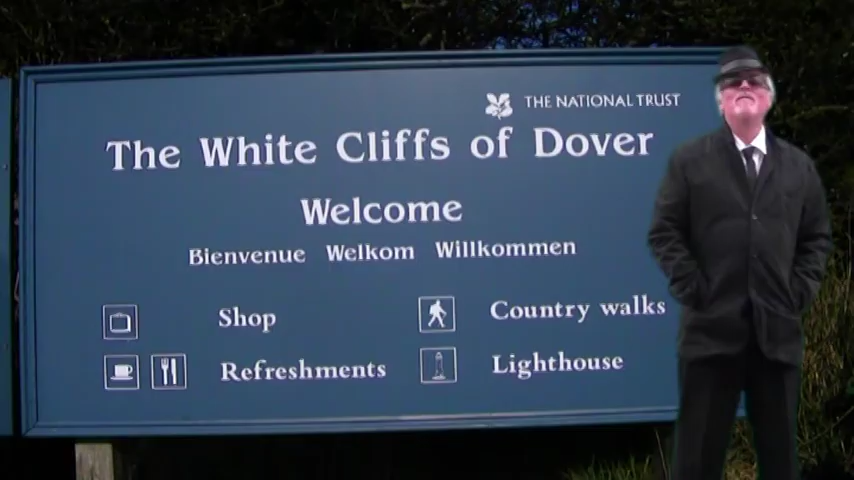 THE NATIONAL TRUST
The White Cliffs of Dover
Welcome
Bienvenue Welkom Willkommen
Shop
Country walks
Refreshments
Lighthouse